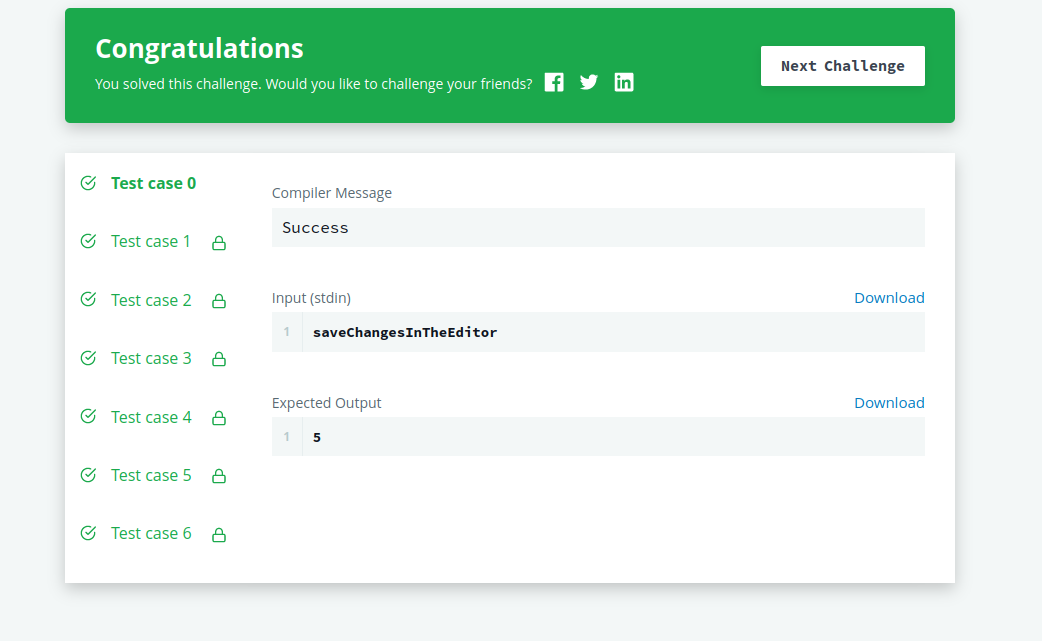 Congratulations
You solved this challenge. Would you like to challenge your friends?
Next Challenge
Test case 0
Test case 1
Test case 2
Test case 3
Test case 4
Test case 5
Test case 6
Compiler Message
Success
Input (stdin)
Download
1 saveChangesInTheEditor
Expected Output
Download
1 5